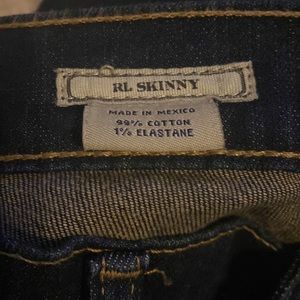 RL SKINNY
MADE IN MEXICO
99% COTTON
1% ELASTANE